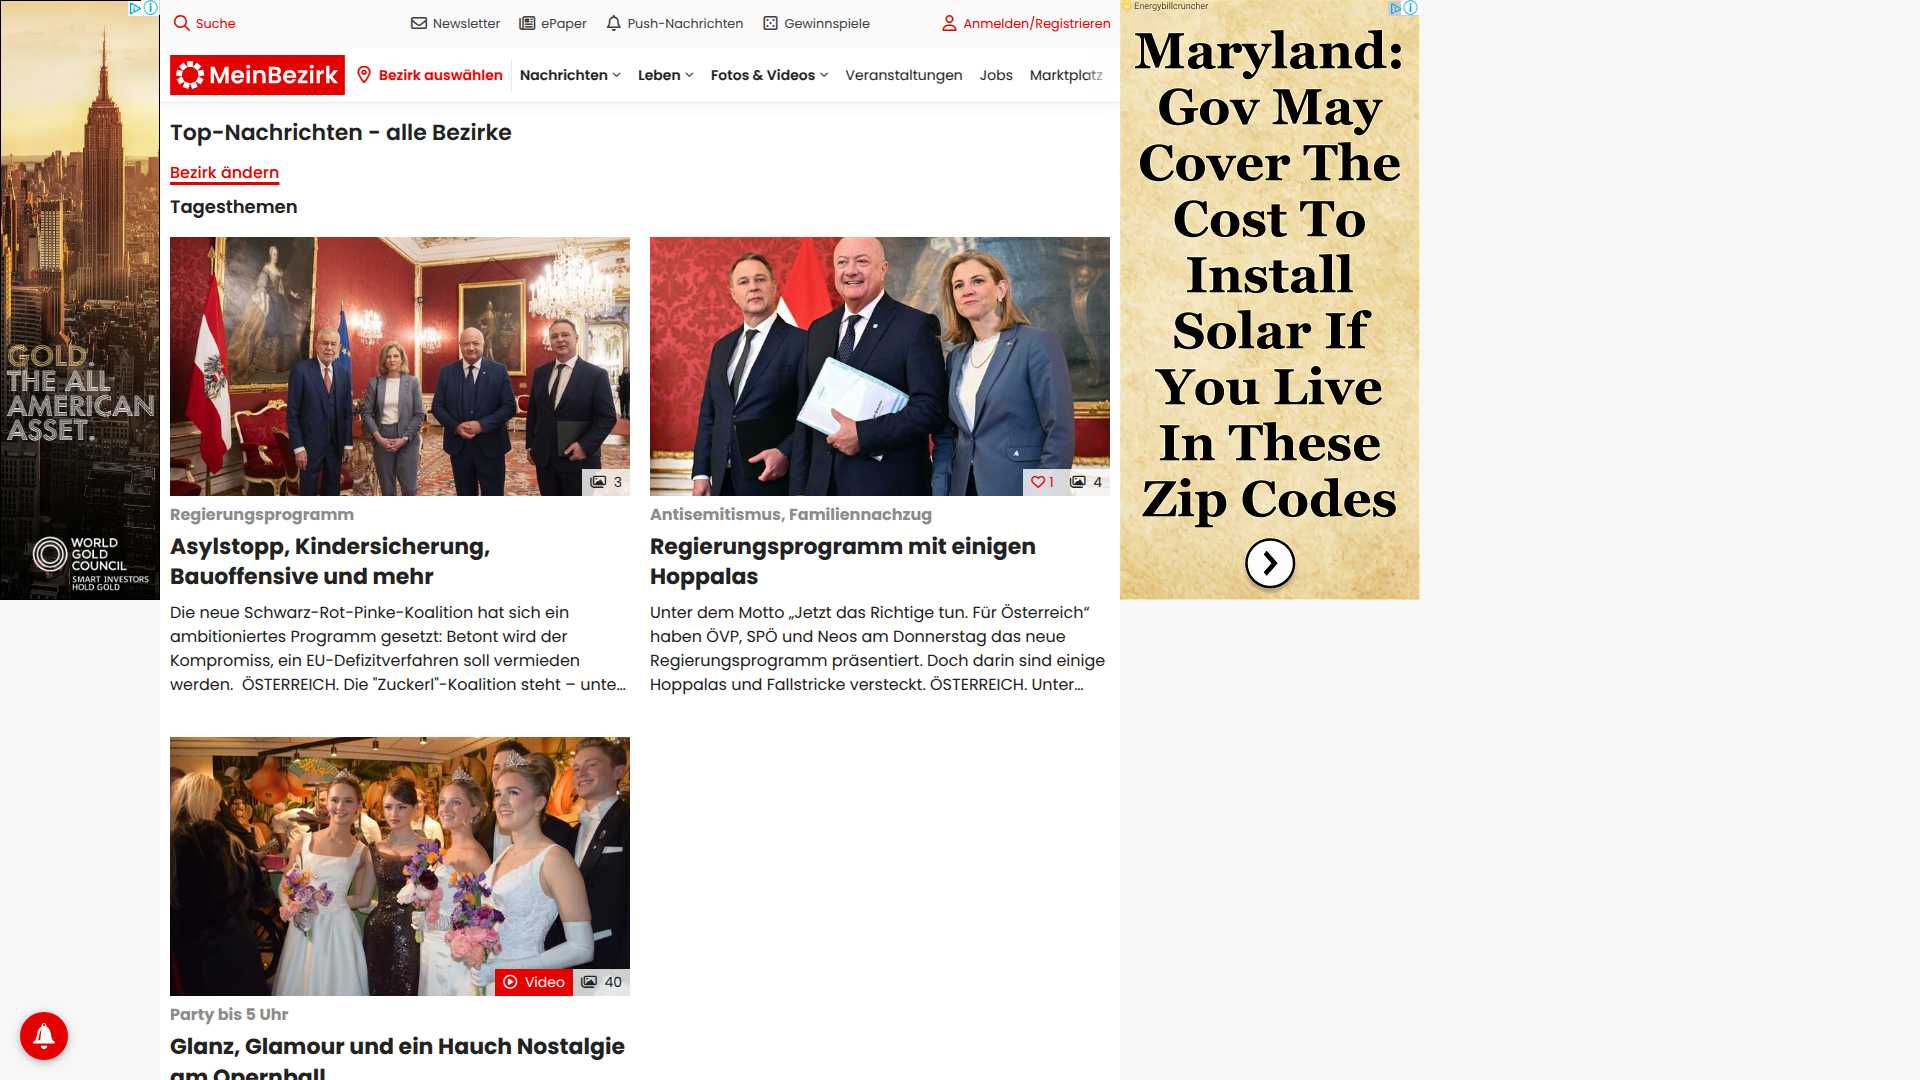 Suche
Newsletter
ePaper
Push-Nachrichten
Gewinnspiele
Anmelden/Registrieren
MeinBezirk
Bezirk auswählen
Nachrichten
Leben
Fotos & Videos
Veranstaltungen
Jobs
Marktplatz
Top-Nachrichten - alle Bezirke
Bezirk ändern
Tagesthemen
3
Regierungsprogramm
Asylstopp, Kindersicherung,
Bauoffensive und mehr
Die neue Schwarz-Rot-Pinke-Koalition hat sich ein
ambitioniertes Programm gesetzt: Betont wird der
Kompromiss, ein EU-Defizitverfahren soll vermieden
werden. ÖSTERREICH. Die "Zuckerl"-Koalition steht – unte...
1
4
Antisemitismus, Familiennachzug
Regierungsprogramm mit einigen
Hoppalas
Unter dem Motto „Jetzt das Richtige tun. Für Österreich“
haben ÖVP, SPÖ und Neos am Donnerstag das neue
Regierungsprogramm präsentiert. Doch darin sind einige
Hoppalas und Fallstricke versteckt. ÖSTERREICH. Unter...
Video
40
Party bis 5 Uhr
Glanz, Glamour und ein Hauch Nostalgie
am Opernball
GOLD.
THE ALL-
AMERICAN
ASSET.
WORLD
GOLD
COUNCIL
SMART INVESTORS
HOLD GOLD
Energybillcruncher
Maryland:
Gov May
Cover The
Cost To
Install
Solar If
You Live
In These
Zip Codes